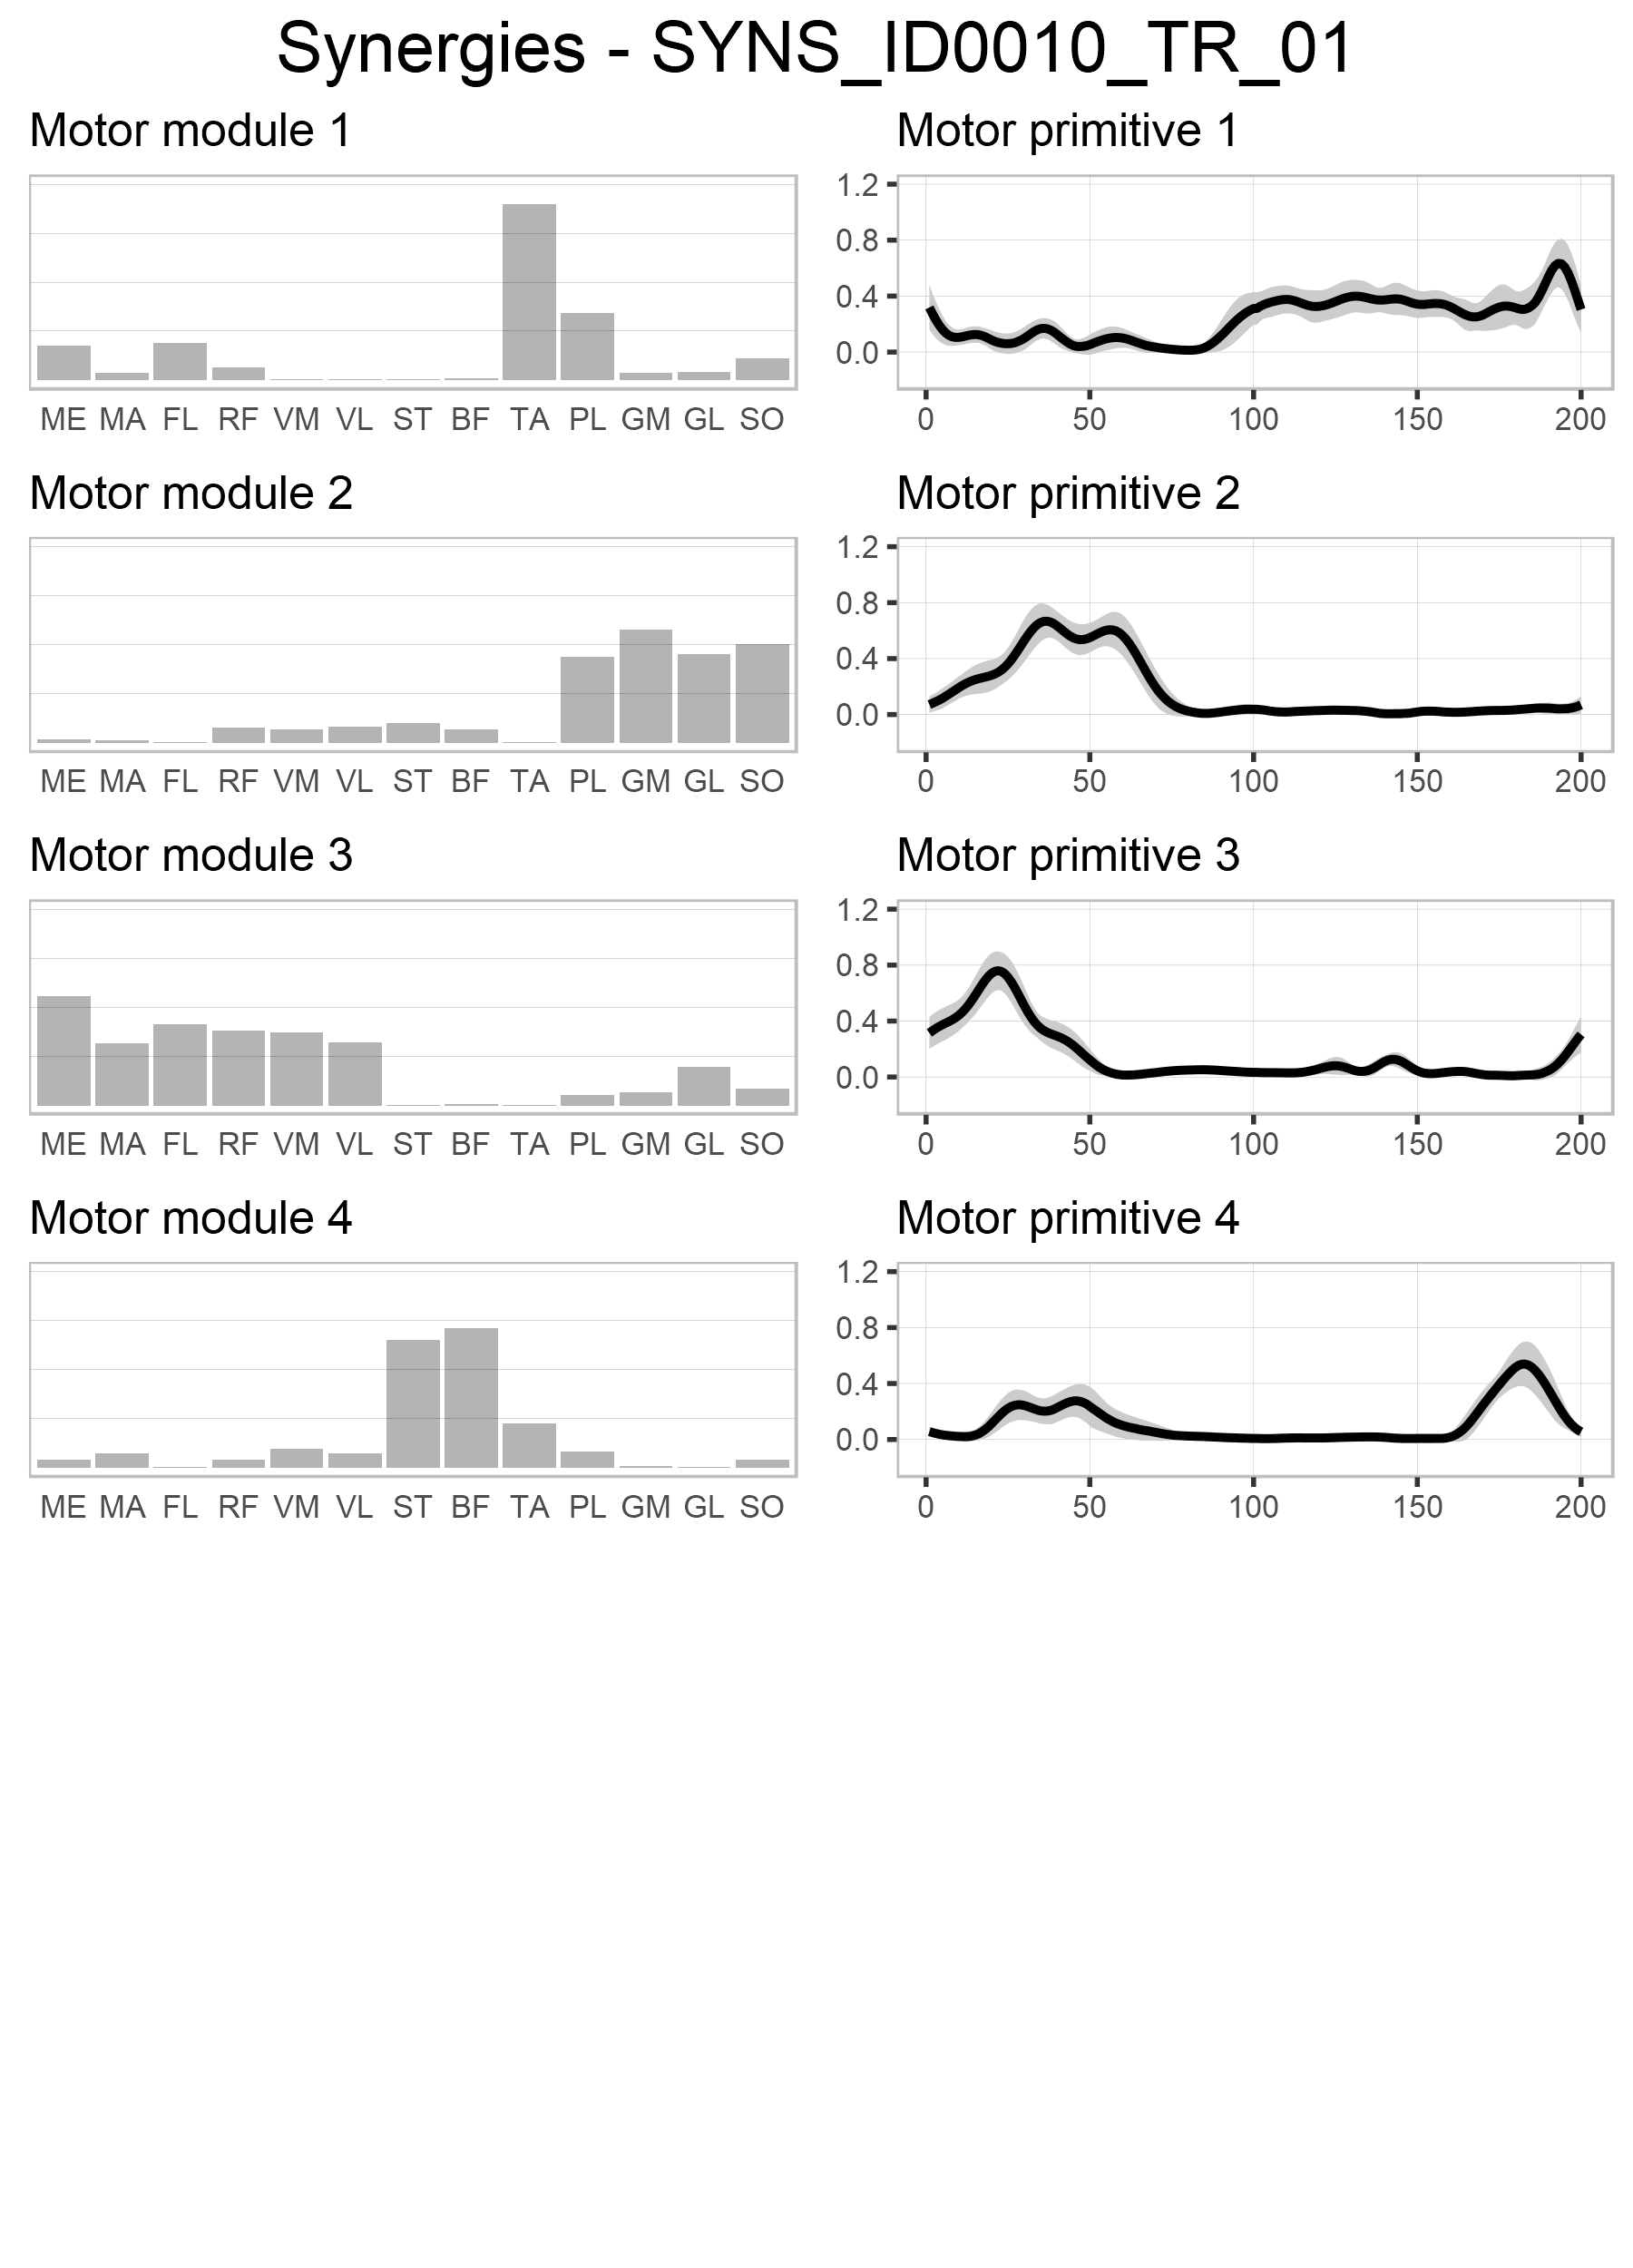 Synergies - SYNS_ID0010_TR_01
Motor module 1
ME MA FL RF VM VL ST BF TA PL GM GL SO
Motor primitive 1
1.2
0.8
0.4
0.0
0 50 100 150 200
Motor module 2
ME MA FL RF VM VL ST BF TA PL GM GL SO
Motor primitive 2
1.2
0.8
0.4
0.0
0 50 100 150 200
Motor module 3
ME MA FL RF VM VL ST BF TA PL GM GL SO
Motor primitive 3
1.2
0.8
0.4
0.0
0 50 100 150 200
Motor module 4
ME MA FL RF VM VL ST BF TA PL GM GL SO
Motor primitive 4
1.2
0.8
0.4
0.0
0 50 100 150 200